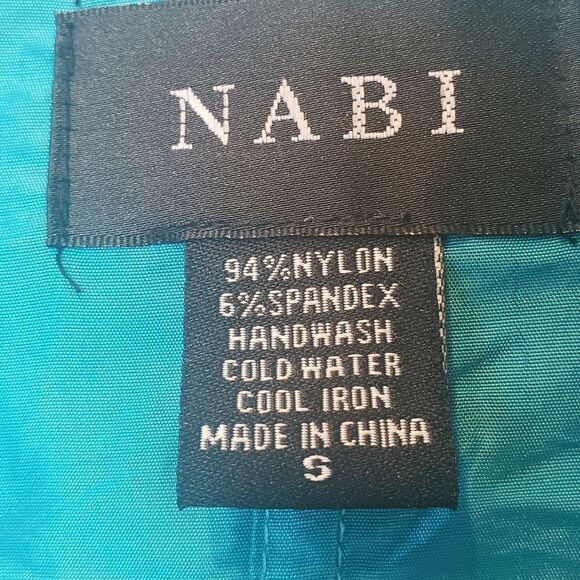 NABI
94%NYLON
6%SPANDEX
HANDWASH
COLD WATER
COOL IRON
MADE IN CHINA
S